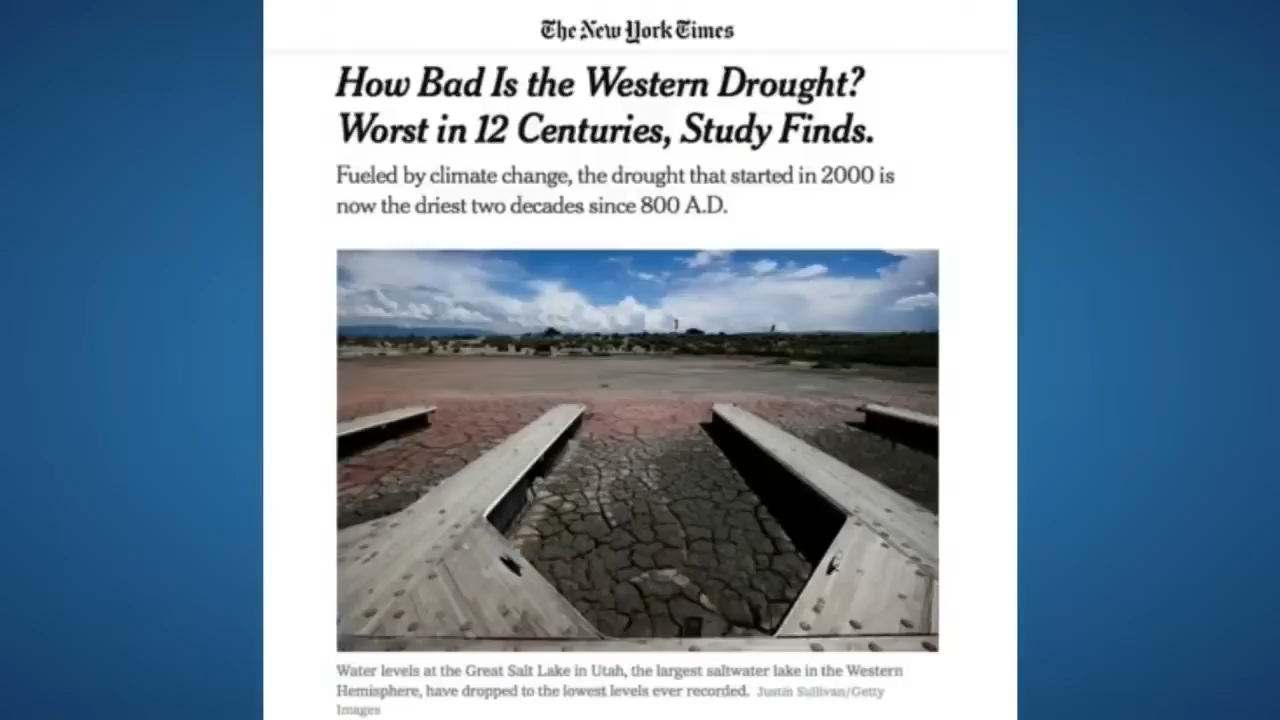 The New York Times
How Bad Is the Western Drought?
Worst in 12 Centuries, Study Finds.
Fueled by climate change, the drought that started in 2000 is
now the driest two decades since 800 A.D.
Water levels at the Great Salt Lake in Utah, the largest saltwater lake in the Western
Hemisphere, have dropped to the lowest levels ever recorded. Justin Sullivan/Getty
Images